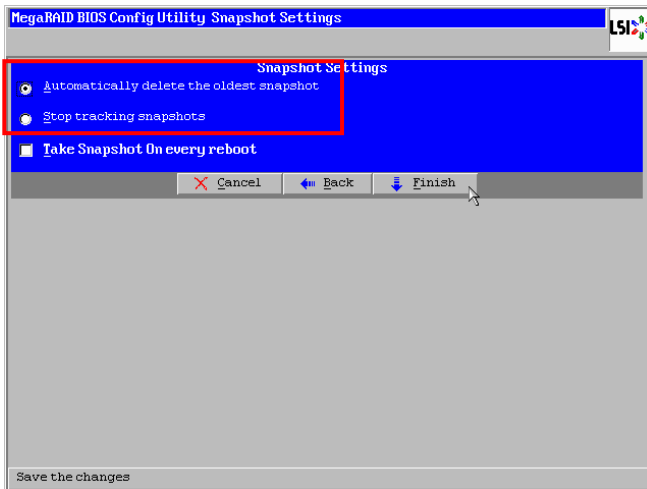 MegaRAID BIOS Config Utility Snapshot Settings
LSI
Snapshot Settings
Automatically delete the oldest snapshot
Stop tracking snapshots
Take Snapshot On every reboot
Cancel
Back
Finish
Save the changes